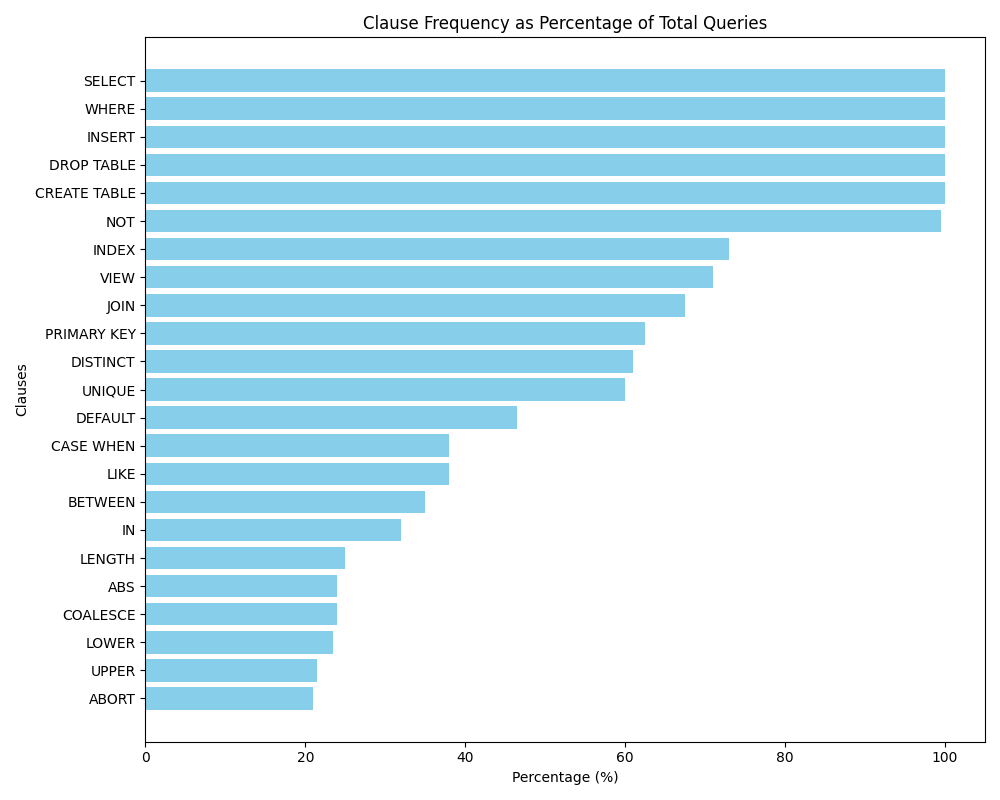 Clause Frequency as Percentage of Total Queries
SELECT
WHERE
INSERT
DROP TABLE
CREATE TABLE
NOT
INDEX
VIEW
JOIN
PRIMARY KEY
DISTINCT
UNIQUE
DEFAULT
CASE WHEN
LIKE
BETWEEN
IN
LENGTH
ABS
COALESCE
LOWER
UPPER
ABORT
Clauses
0 20 40 60 80 100
Percentage (%)